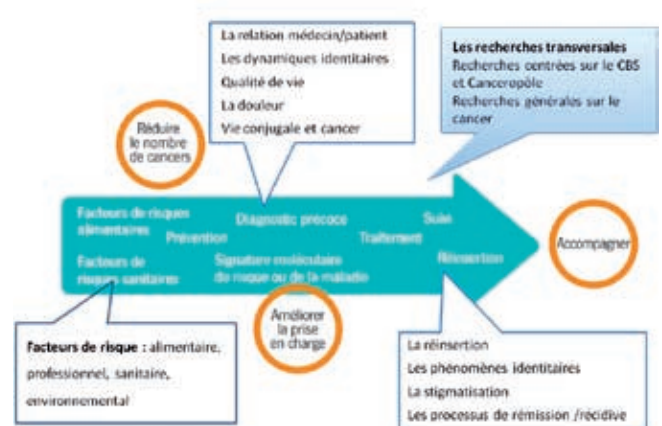 La relation médecin/patient
Les dynamiques identitaires
Qualité de vie
La douleur
Vie conjugale et cancer
Les recherches transversales
Recherches centrées sur le CBS
et Canceropôle
Recherches générales sur le
cancer
Réduire
le nombre
de cancers
Facteurs de risques
alimentaires
Prévention
Diagnostic précoce
Traitement
Suivi
Facteurs de
risques sanitaires
Signature moléculaire
du risque ou de la maladie
Réinsertion
Accompagner
Améliorer
la prise
en charge
Facteurs de risque : alimentaire,
professionnel, sanitaire,
environnemental
La réinsertion
Les phénomènes identitaires
La stigmatisation
Les processus de rémission /récidive